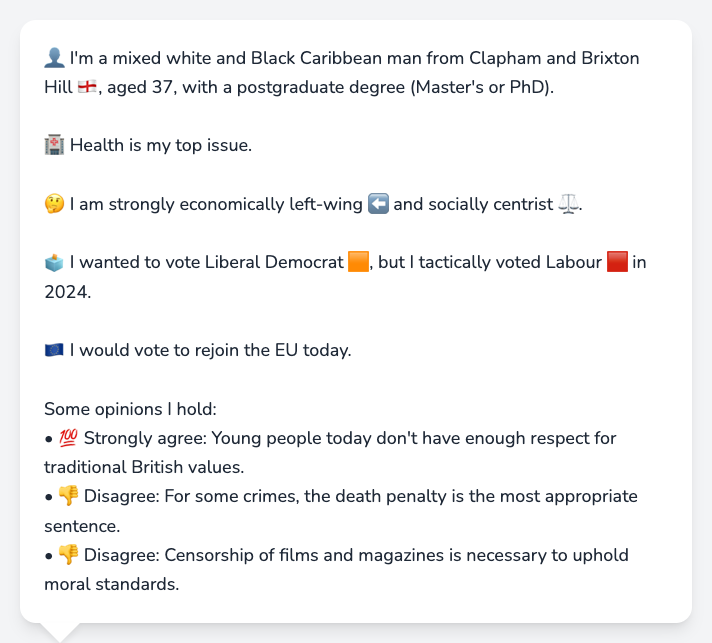 👤 I'm a mixed white and Black Caribbean man from Clapham and Brixton
Hill 🏴󠁧󠁢󠁥󠁮󠁧󠁿, aged 37, with a postgraduate degree (Master's or PhD).
🏥 Health is my top issue.
🤔 I am strongly economically left-wing ⬅️ and socially centrist ⚖️.
🗳️ I wanted to vote Liberal Democrat 🟧, but I tactically voted Labour 🟥 in
2024.
🇪🇺 I would vote to rejoin the EU today.
Some opinions I hold:
• 💯 Strongly agree: Young people today don't have enough respect for
traditional British values.
• 👎 Disagree: For some crimes, the death penalty is the most appropriate
sentence.
• 👎 Disagree: Censorship of films and magazines is necessary to uphold
moral standards.